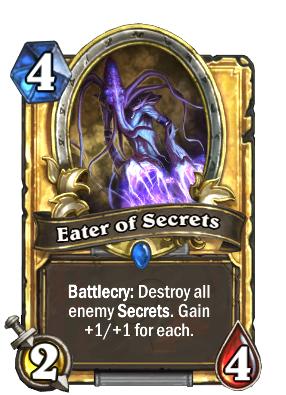 4
Eater of Secrets
Battlecry: Destroy all
enemy Secrets. Gain
+1/+1 for each.
2
4